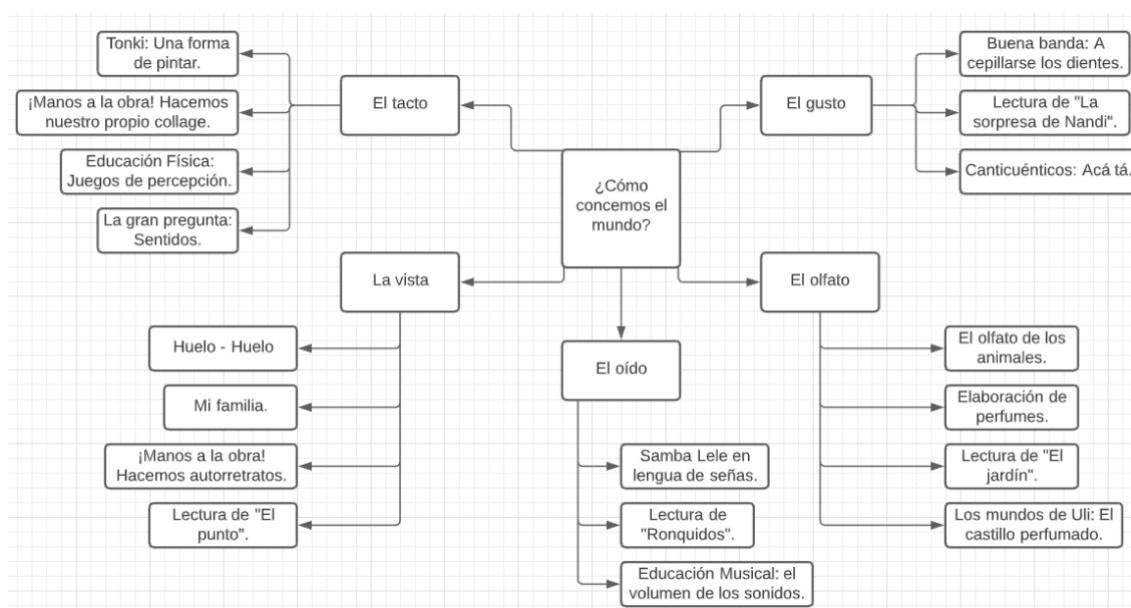 Tonki: Una forma
de pintar.
¡Manos a la obra! Hacemos
nuestro propio collage.
Educación Física:
Juegos de percepción.
La gran pregunta:
Sentidos.
El tacto
El gusto
Buena banda: A
cepillarse los dientes.
Lectura de "La
sorpresa de Nandi".
Canticuénticos: Acá tá.
¿Cómo
concemos el
mundo?
La vista
Huelo - Huelo
Mi familia.
¡Manos a la obra!
Hacemos autorretratos.
Lectura de "El
punto".
El oído
Samba Lele en
lengua de señas.
Lectura de
"Ronquidos".
Educación Musical: el
volumen de los sonidos.
El olfato
El olfato de los
animales.
Elaboración de
perfumes.
Lectura de "El
jardín".
Los mundos de Uli: El
castillo perfumado.